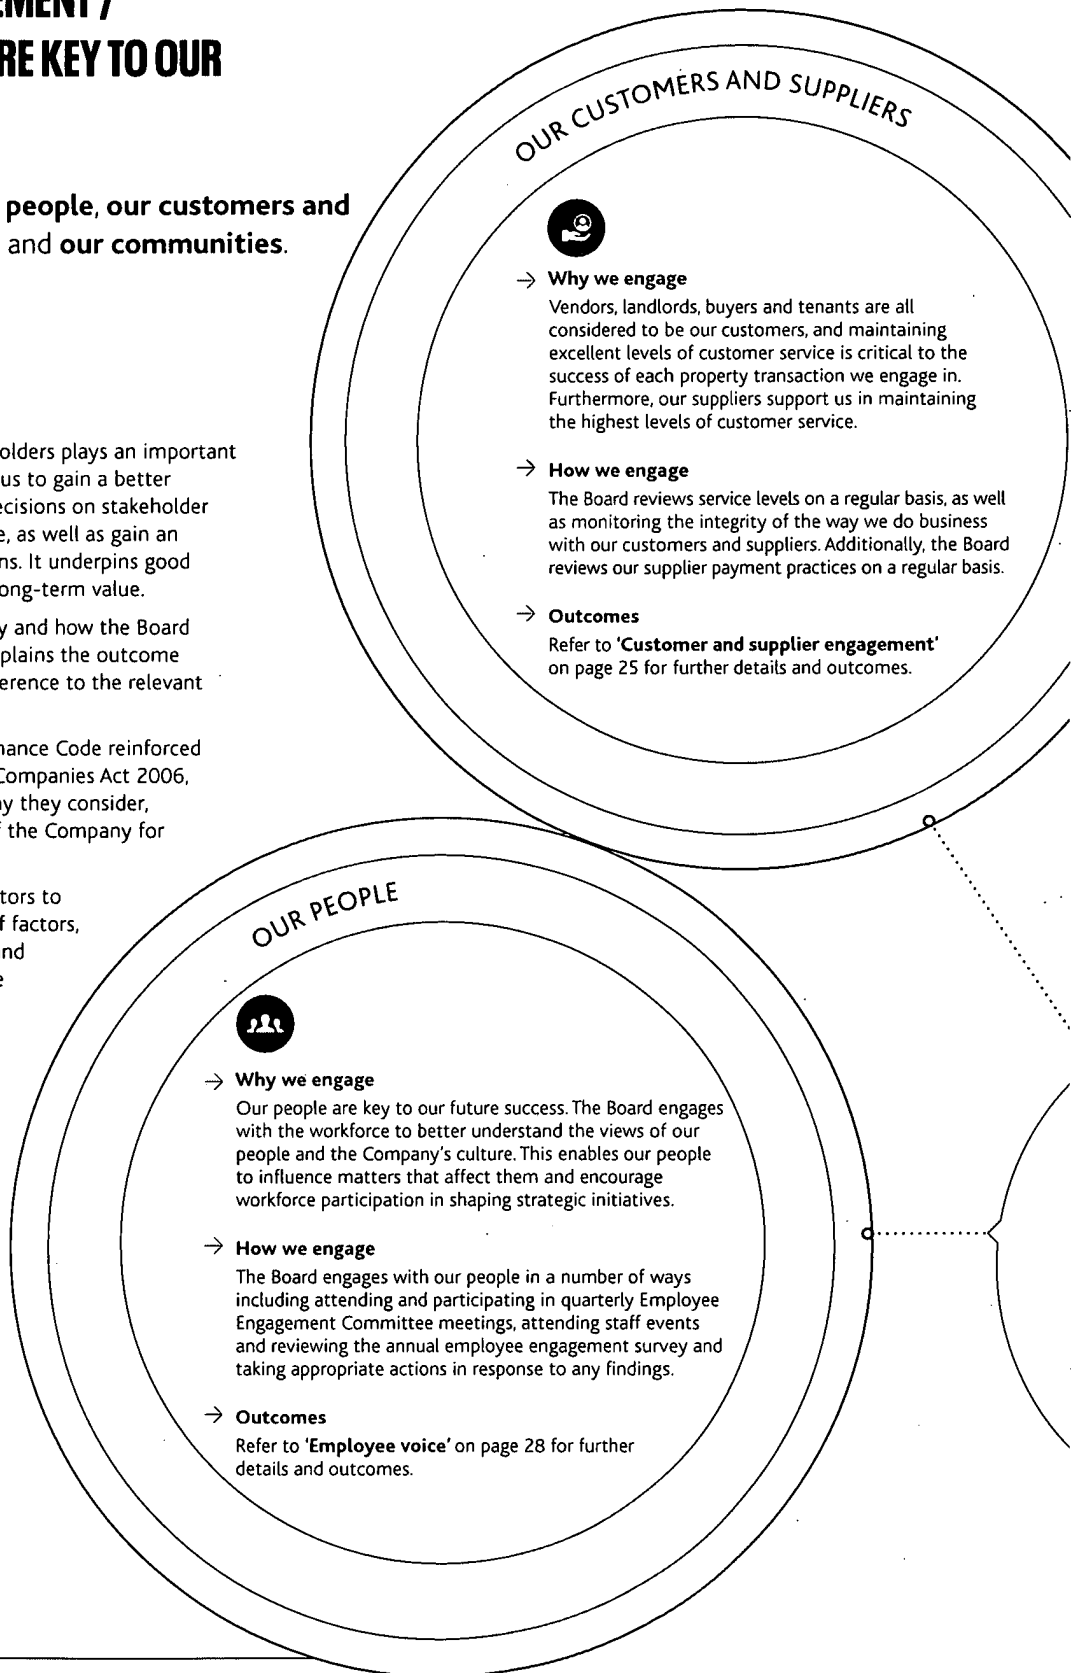 EMENT /
RE KEY TO OUR
people, our customers and
and our communities.
olders plays an important
us to gain a better
ecisions on stakeholder
e, as well as gain an
ns. It underpins good
ong-term value.
y and how the Board
plains the outcome
erence to the relevant
nance Code reinforced
Companies Act 2006,
ay they consider,
f the Company for
tors to
f factors,
nd
e
OUR CUSTOMERS AND SUPPLIERS
→ Why we engage
Vendors, landlords, buyers and tenants are all
considered to be our customers, and maintaining
excellent levels of customer service is critical to the
success of each property transaction we engage in.
Furthermore, our suppliers support us in maintaining
the highest levels of customer service.
→ How we engage
The Board reviews service levels on a regular basis, as well
as monitoring the integrity of the way we do business
with our customers and suppliers. Additionally, the Board
reviews our supplier payment practices on a regular basis.
→ Outcomes
Refer to 'Customer and supplier engagement'
on page 25 for further details and outcomes.
OUR PEOPLE
→ Why we engage
Our people are key to our future success. The Board engages
with the workforce to better understand the views of our
people and the Company's culture. This enables our people
to influence matters that affect them and encourage
workforce participation in shaping strategic initiatives.
→ How we engage
The Board engages with our people in a number of ways
including attending and participating in quarterly Employee
Engagement Committee meetings, attending staff events
and reviewing the annual employee engagement survey and
taking appropriate actions in response to any findings.
→ Outcomes
Refer to 'Employee voice' on page 28 for further
details and outcomes.